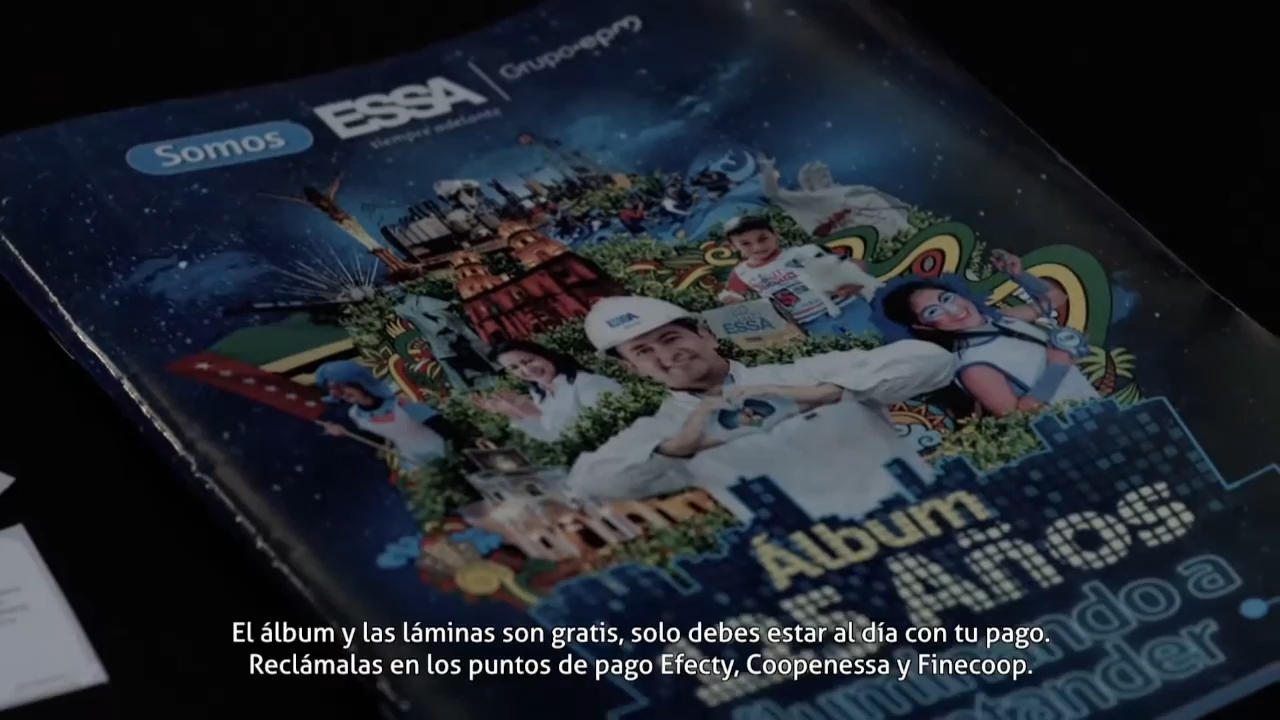 Somos ESSA Grupo·epm
siempre adelante
ESSA
Álbum
Años
El álbum y las láminas son gratis, solo debes estar al día con tu pago.
Reclámalas en los puntos de pago Efecty, Coopenessa y Finecoop.